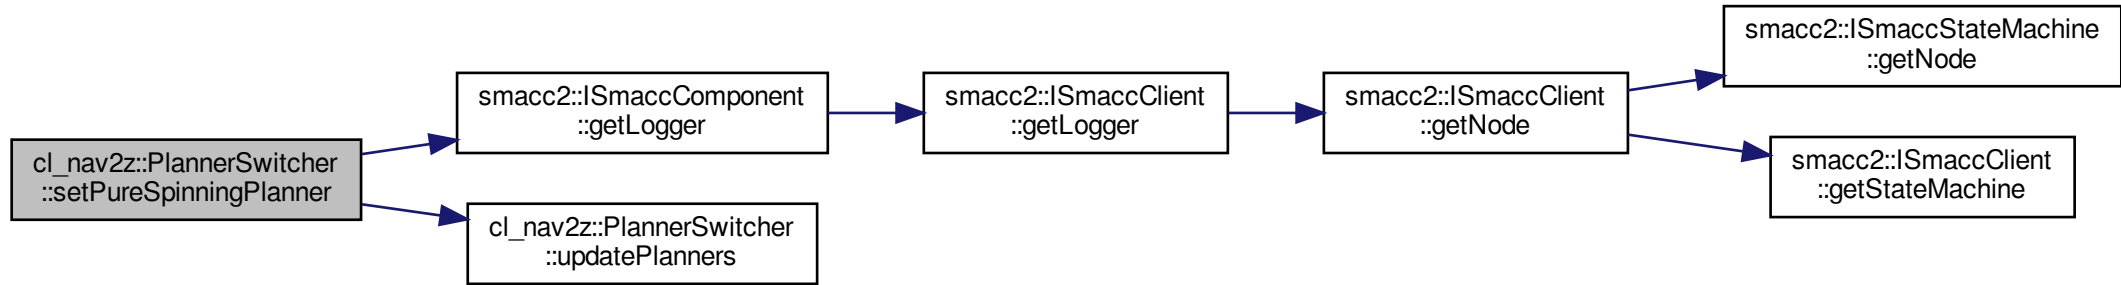 cl_nav2z::PlannerSwitcher
::setPureSpinningPlanner
smacc2::ISmaccComponent
::getLogger
cl_nav2z::PlannerSwitcher
::updatePlanners
smacc2::ISmaccClient
::getLogger
smacc2::ISmaccClient
::getNode
smacc2::ISmaccStateMachine
::getNode
smacc2::ISmaccClient
::getStateMachine